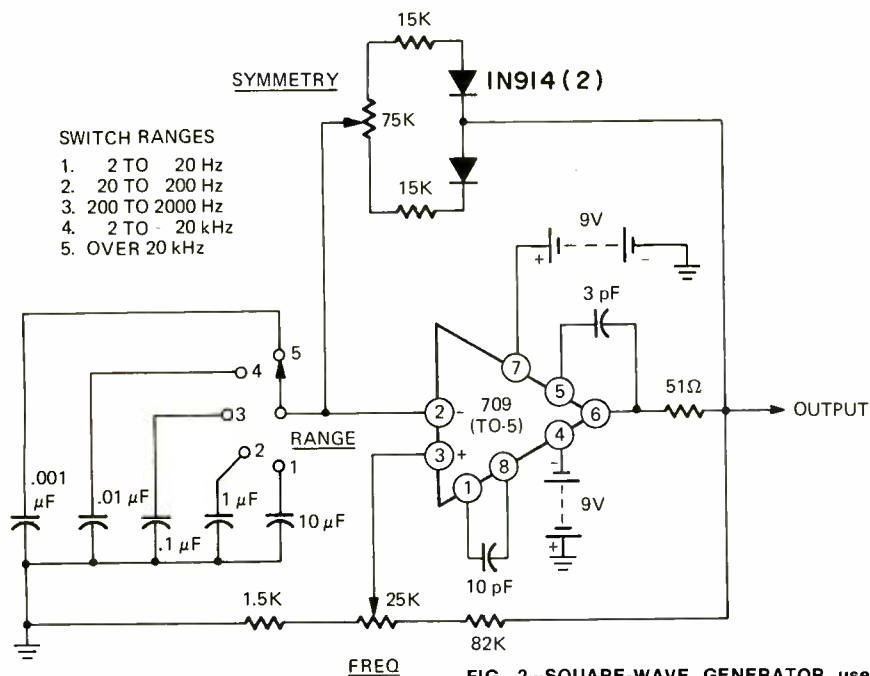 15K
SYMMETRY
1N914(2)
75K
SWITCH RANGES
1. 2 TO 20 Hz
2. 20 TO 200 Hz
3. 200 TO 2000 Hz
4. 2 TO - 20 kHz
5. OVER 20 kHz
15K
9V
+
-
3 pF
5
4
3
2
1
RANGE
7
5
6
51Ω
OUTPUT
2 -
709
(TO-5)
4
3 +
8
1
-
9V
+
.001
μF
.01 μF
.1 μF
1 μF
10 μF
10 pF
1.5K
25K
82K
FREQ
FIG. 2—SQUARE-WAVE GENERATOR use